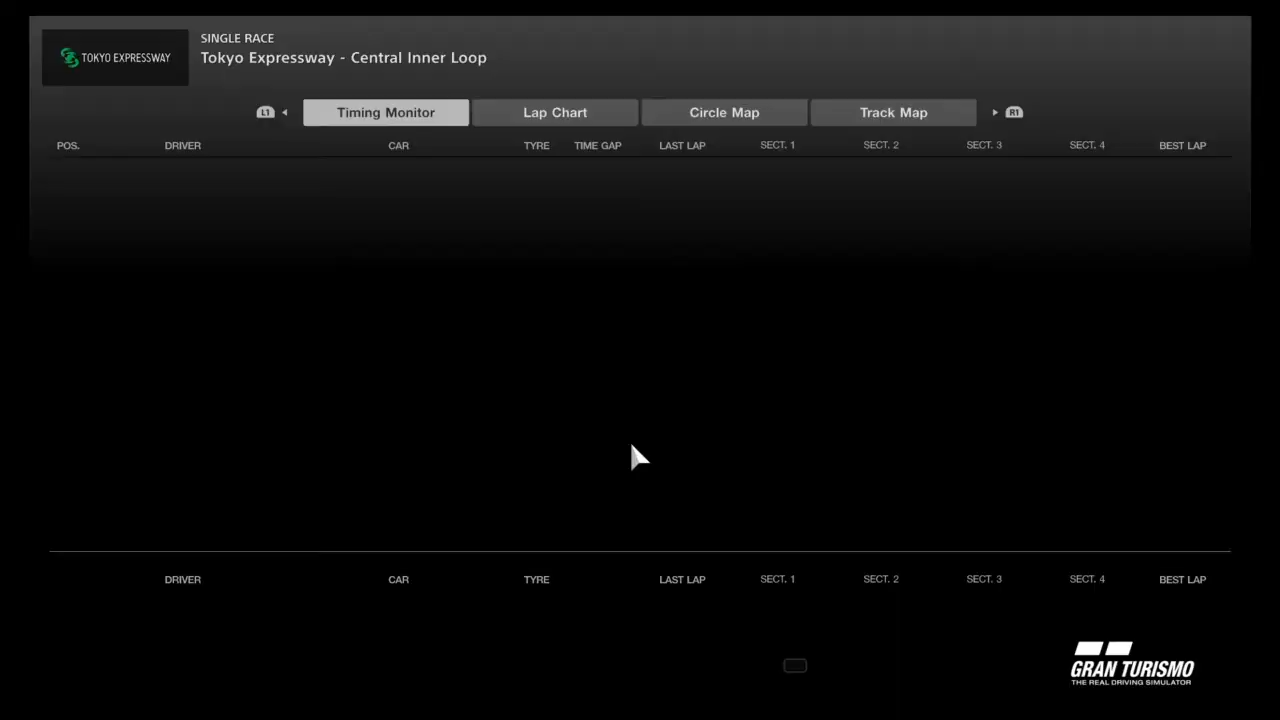 TOKYO EXPRESSWAY
SINGLE RACE
Tokyo Expressway - Central Inner Loop
L1 Timing Monitor Lap Chart Circle Map Track Map R1
POS. DRIVER CAR TYRE TIME GAP LAST LAP SECT. 1 SECT. 2 SECT. 3 SECT. 4 BEST LAP
DRIVER CAR TYRE LAST LAP SECT. 1 SECT. 2 SECT. 3 SECT. 4 BEST LAP
GRAN TURISMO
THE REAL DRIVING SIMULATOR